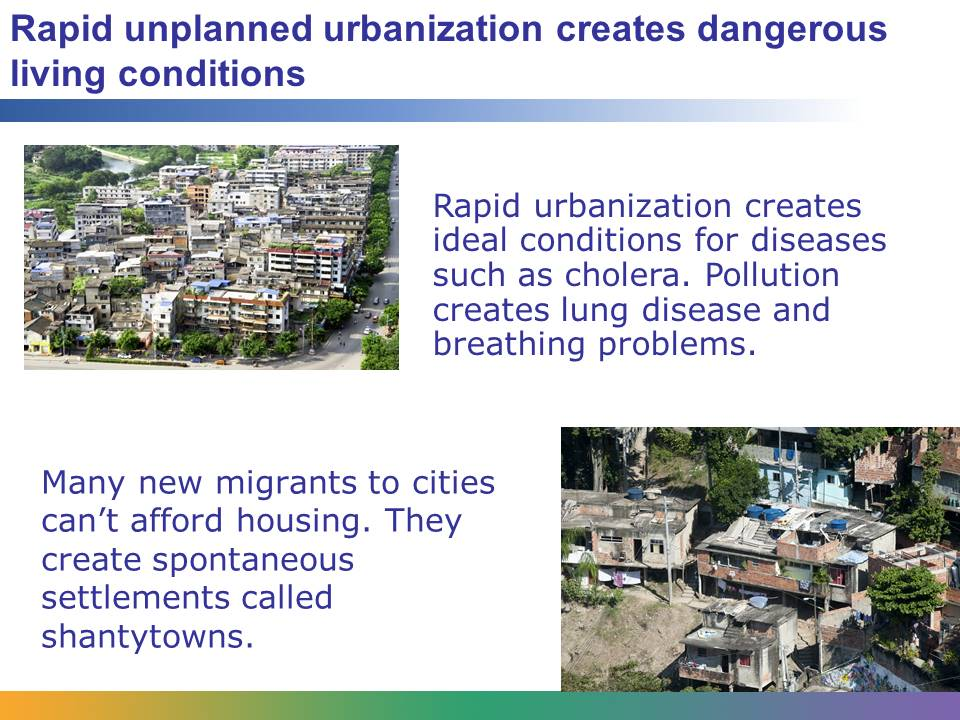 Rapid unplanned urbanization creates dangerous
living conditions
Rapid urbanization creates
ideal conditions for diseases
such as cholera. Pollution
creates lung disease and
breathing problems.
Many new migrants to cities
can’t afford housing. They
create spontaneous
settlements called
shantytowns.